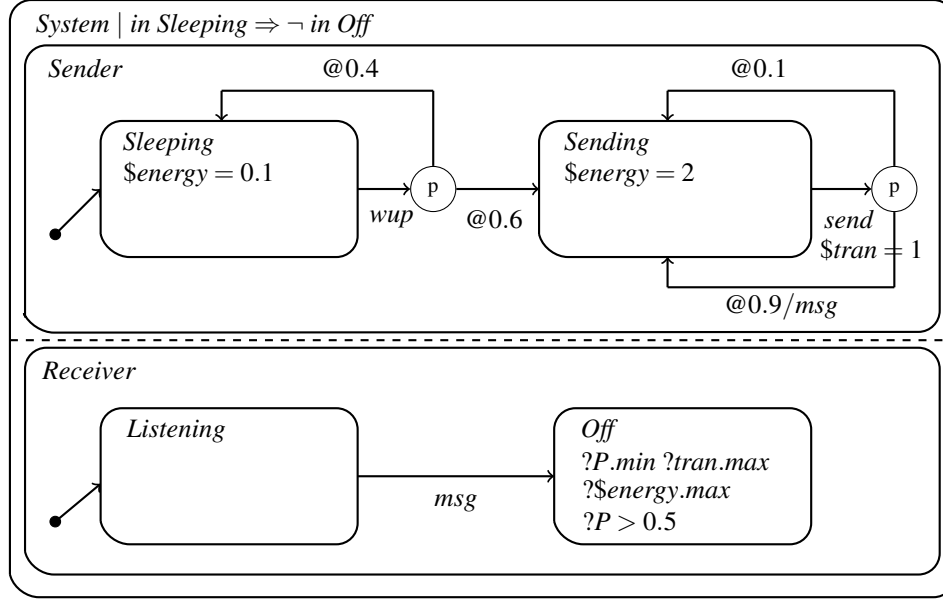 System | in Sleeping ⇒ ¬ in Off
Sender
@0.4
@0.1
Sleeping
$energy = 0.1
p
wup
@0.6
Sending
$energy = 2
p
send
$tran = 1
@0.9/msg
Receiver
Listening
msg
Off
?P.min ?tran.max
?$energy.max
?P > 0.5